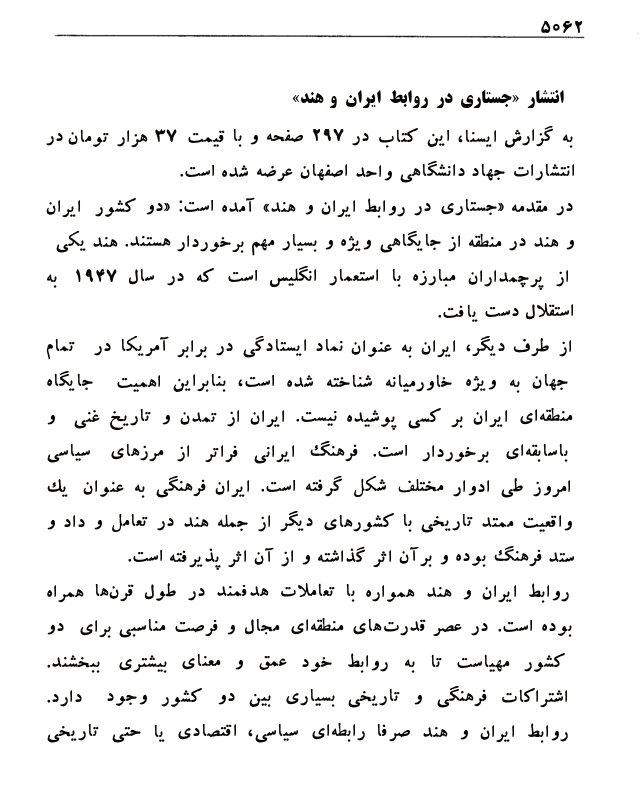 ۵۰۶۲
انتشار «جستاری در روابط ایران و هند»
به گزارش ایسنا، این کتاب در ۲۹۷ صفحه و با قیمت ۳۷ هزار تومان در
انتشارات جهاد دانشگاهی واحد اصفهان عرضه شده است.
در مقدمه «جستاری در روابط ایران و هند» آمده است: «دو کشور ایران
و هند در منطقه از جایگاهی ویژه و بسیار مهم برخوردار هستند. هند یکی
از پرچمداران مبارزه با استعمار انگلیس است که در سال ۱۹۴۷ به
استقلال دست یافت.
از طرف دیگر، ایران به عنوان نماد ایستادگی در برابر آمریکا در تمام
جهان به ویژه خاورمیانه شناخته شده است، بنابراین اهمیت جایگاه
منطقه‌ای ایران بر کسی پوشیده نیست. ایران از تمدن و تاریخ غنی و
باسابقه‌ای برخوردار است. فرهنگ ایرانی فراتر از مرزهای سیاسی
امروز طی ادوار مختلف شکل گرفته است. ایران فرهنگی به عنوان یك
واقعیت ممتد تاریخی با کشورهای دیگر از جمله هند در تعامل و داد و
ستد فرهنگ بوده و برآن اثر گذاشته و از آن اثر پذیرفته است.
روابط ایران و هند همواره با تعاملات هدفمند در طول قرن‌ها همراه
بوده است. در عصر قدرت‌های منطقه‌ای مجال و فرصت مناسبی برای دو
کشور مهیاست تا به روابط خود عمق و معنای بیشتری ببخشند.
اشتراکات فرهنگی و تاریخی بسیاری بین دو کشور وجود دارد.
روابط ایران و هند صرفا رابطه‌ای سیاسی، اقتصادی یا حتی تاریخی